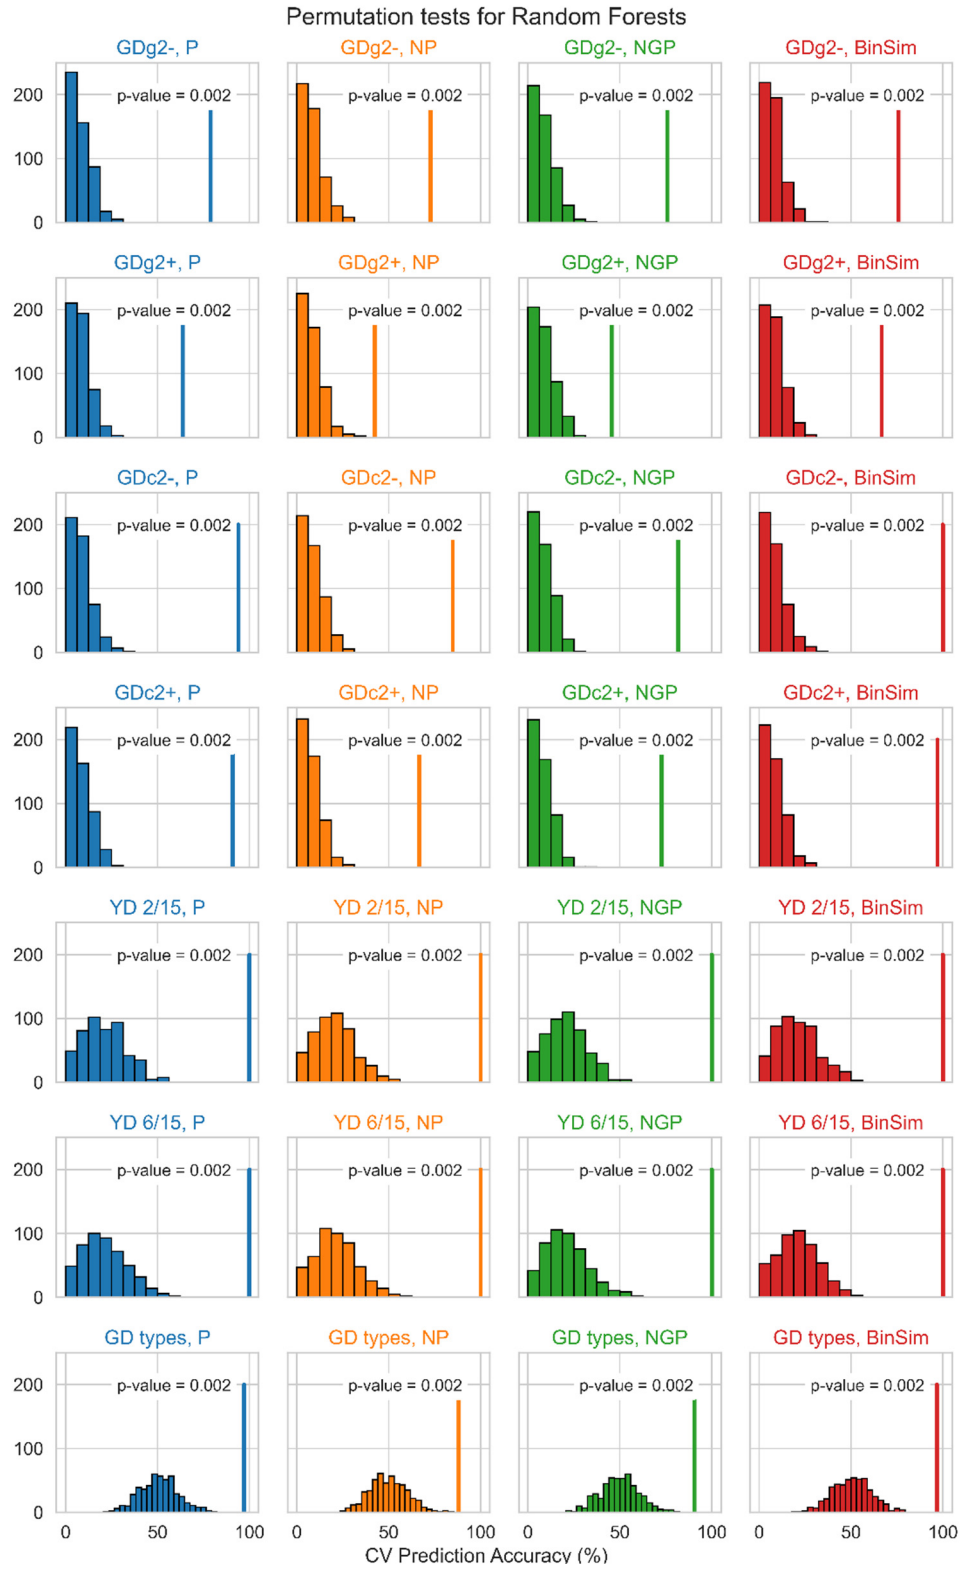 Permutation tests for Random Forests
GDg2-, P
GDg2-, NP
GDg2-, NGP
GDg2-, BinSim
200
100
0
p-value = 0.002
p-value = 0.002
p-value = 0.002
p-value = 0.002
GDg2+, P
GDg2+, NP
GDg2+, NGP
GDg2+, BinSim
200
100
0
p-value = 0.002
p-value = 0.002
p-value = 0.002
p-value = 0.002
GDc2-, P
GDc2-, NP
GDc2-, NGP
GDc2-, BinSim
200
100
0
p-value = 0.002
p-value = 0.002
p-value = 0.002
p-value = 0.002
GDc2+, P
GDc2+, NP
GDc2+, NGP
GDc2+, BinSim
200
100
0
p-value = 0.002
p-value = 0.002
p-value = 0.002
p-value = 0.002
YD 2/15, P
YD 2/15, NP
YD 2/15, NGP
YD 2/15, BinSim
200
100
0
p-value = 0.002
p-value = 0.002
p-value = 0.002
p-value = 0.002
YD 6/15, P
YD 6/15, NP
YD 6/15, NGP
YD 6/15, BinSim
200
100
0
p-value = 0.002
p-value = 0.002
p-value = 0.002
p-value = 0.002
GD types, P
GD types, NP
GD types, NGP
GD types, BinSim
200
100
0
p-value = 0.002
p-value = 0.002
p-value = 0.002
p-value = 0.002
0 50 100
0 50 100
0 50 100
0 50 100
CV Prediction Accuracy (%)